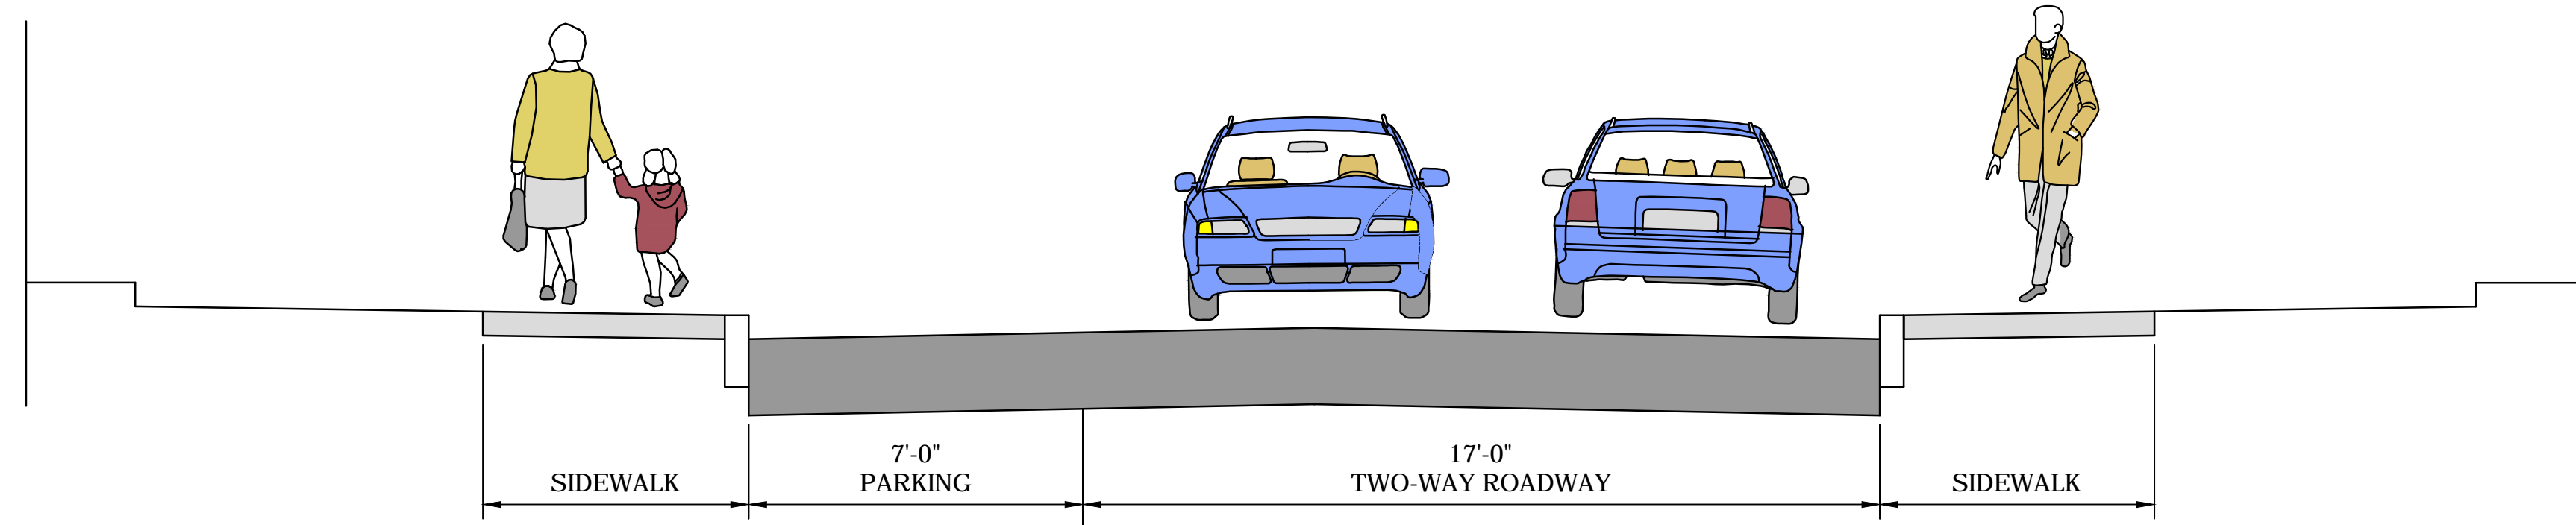 7'-0"
17'-0"
SIDEWALK
PARKING
TWO-WAY ROADWAY
SIDEWALK